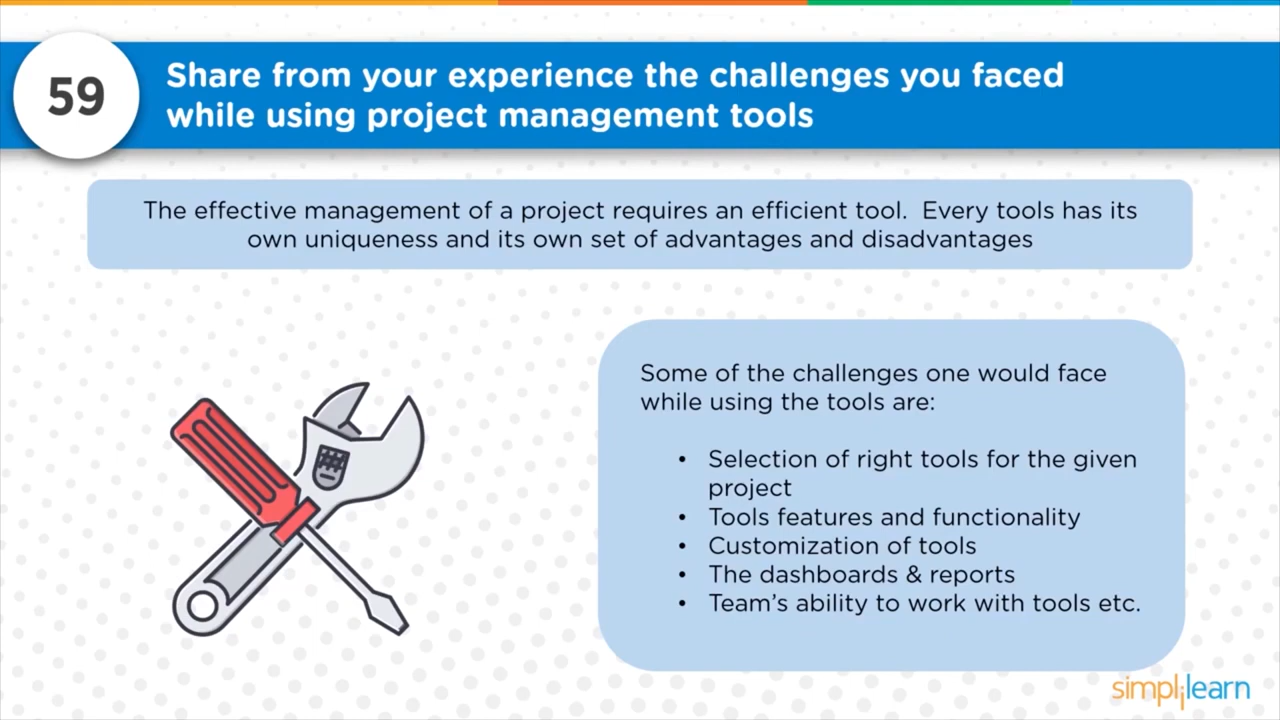 59
Share from your experience the challenges you faced
while using project management tools
The effective management of a project requires an efficient tool. Every tools has its
own uniqueness and its own set of advantages and disadvantages
Some of the challenges one would face
while using the tools are:
• Selection of right tools for the given
project
• Tools features and functionality
• Customization of tools
• The dashboards & reports
• Team's ability to work with tools etc.
simplilearn